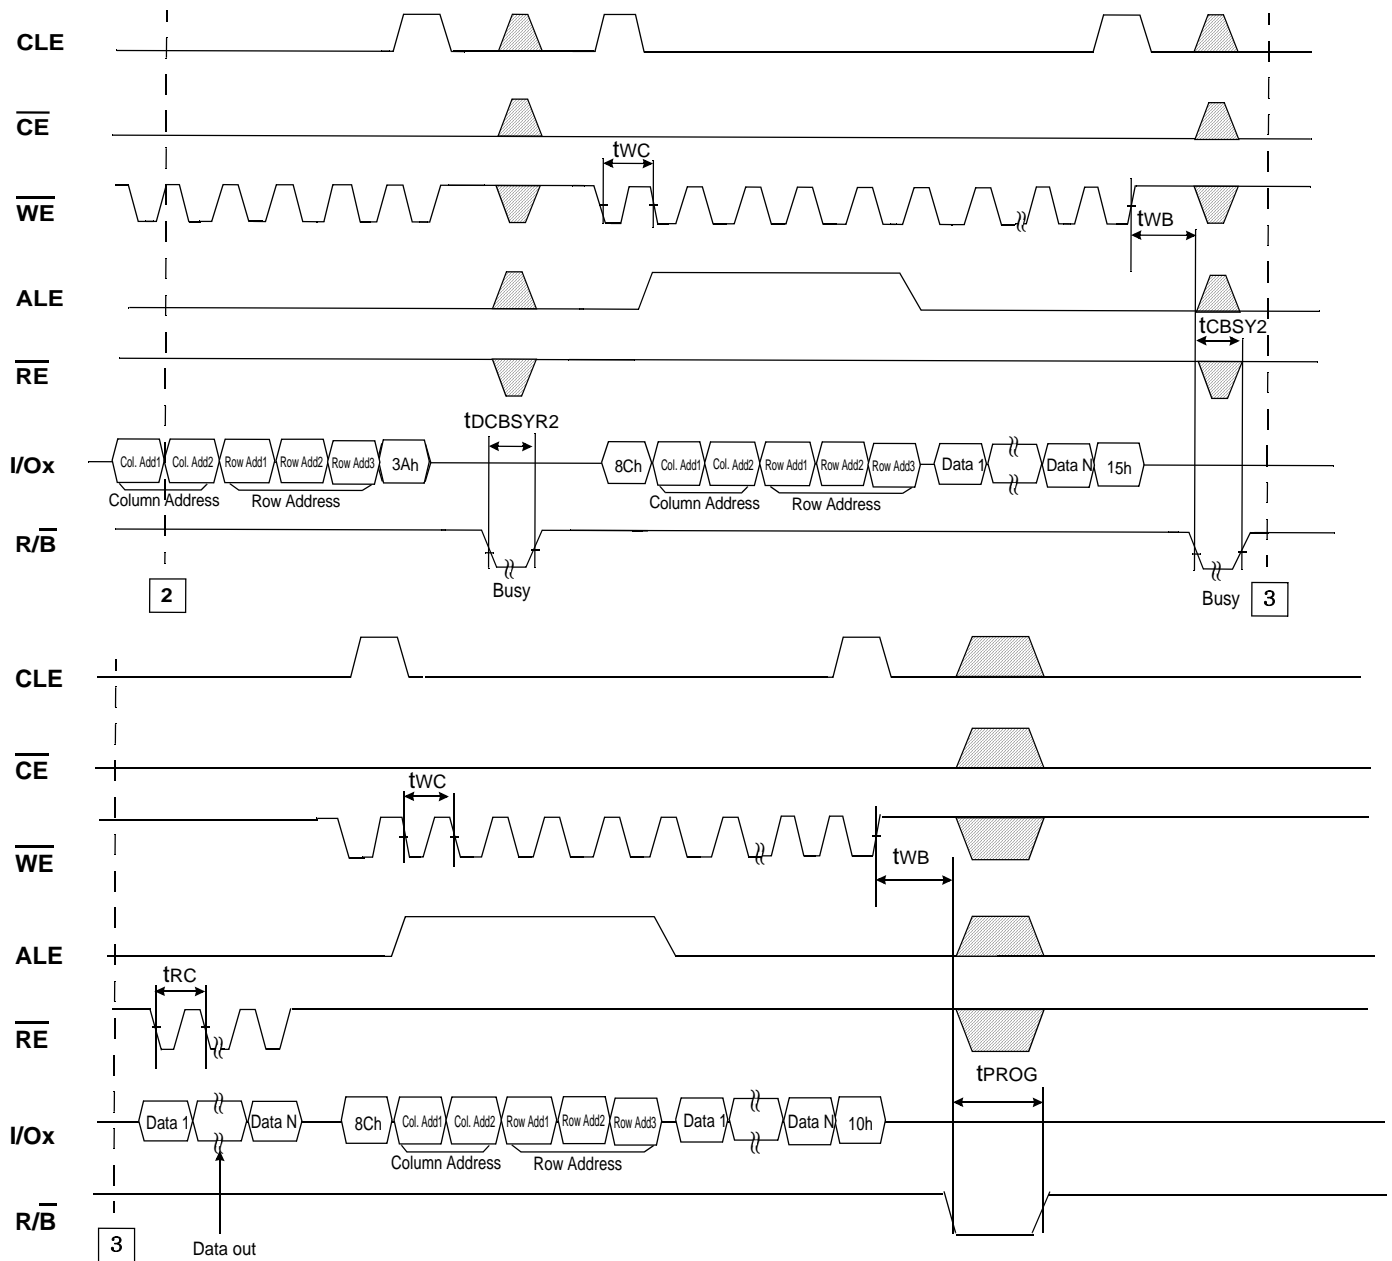 CLE
CE
tWC
WE
tWB
ALE
tCBSY2
RE
tDCBSYR2
I/Ox Col. Add1 Col. Add2 Row Add1 Row Add2 Row Add3 3Ah 8Ch Col. Add1 Col. Add2 Row Add1 Row Add2 Row Add3 Data 1 Data N 15h
Column Address Row Address Column Address Row Address
R/B
Busy Busy
2 3
CLE
CE
tWC
WE
tWB
ALE
tRC
RE
tPROG
I/Ox Data 1 Data N 8Ch Col. Add1 Col. Add2 Row Add1 Row Add2 Row Add3 Data 1 Data N 10h
Column Address Row Address
R/B
3 Data out